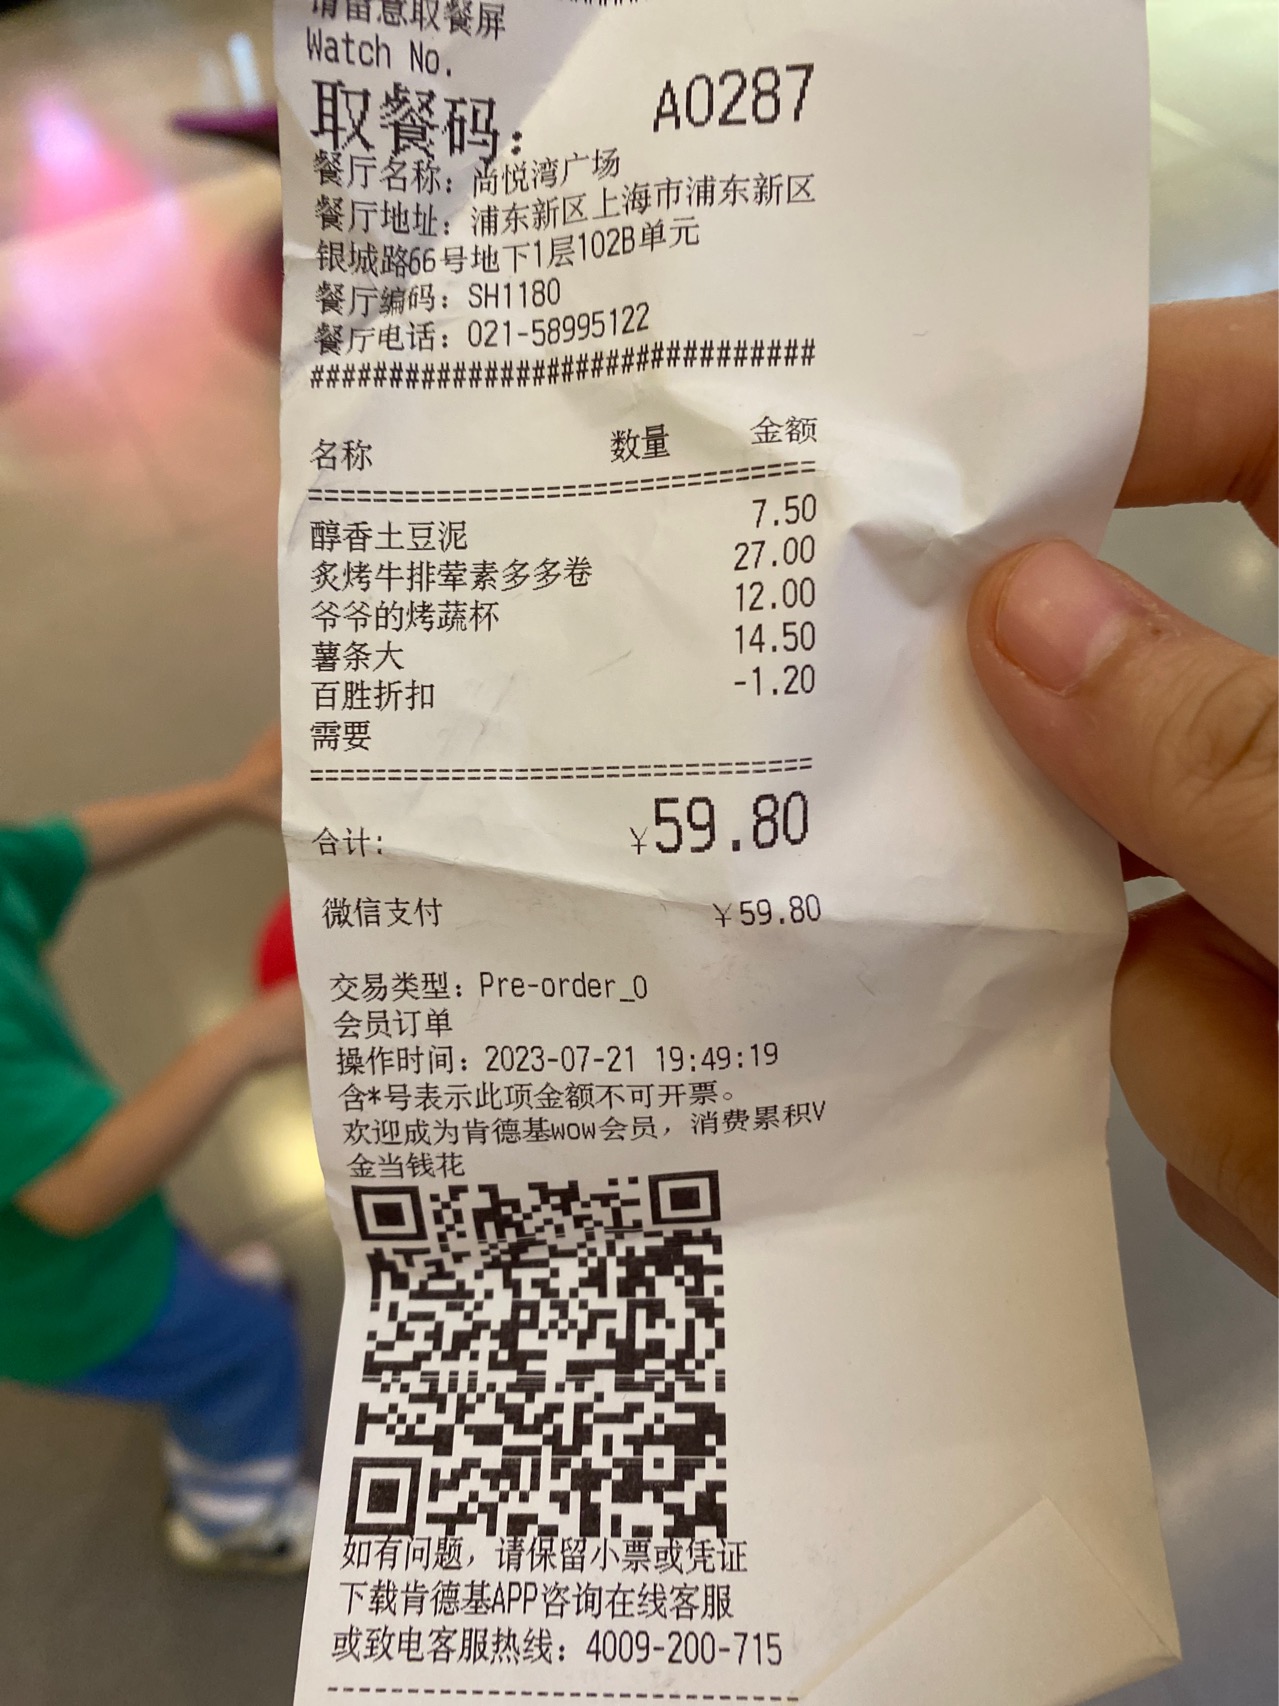 请留意取餐屏
Watch No.
取餐码: A0287
餐厅名称: 尚悦湾广场
餐厅地址: 浦东新区上海市浦东新区
银城路66号地下1层102B单元
餐厅编码: SH1180
餐厅电话: 021-58995122
################################
名称 数量 金额
================================
醇香土豆泥 7.50
炙烤牛排荤素多多卷 27.00
爷爷的烤蔬杯 12.00
薯条大 14.50
百胜折扣 -1.20
需要
================================
合计: ¥59.80
微信支付 ¥59.80
交易类型: Pre-order_0
会员订单
操作时间: 2023-07-21 19:49:19
含*号表示此项金额不可开票。
欢迎成为肯德基wow会员, 消费累积V
金当钱花
如有问题, 请保留小票或凭证
下载肯德基APP咨询在线客服
或致电客服热线: 4009-200-715
--------------------------------